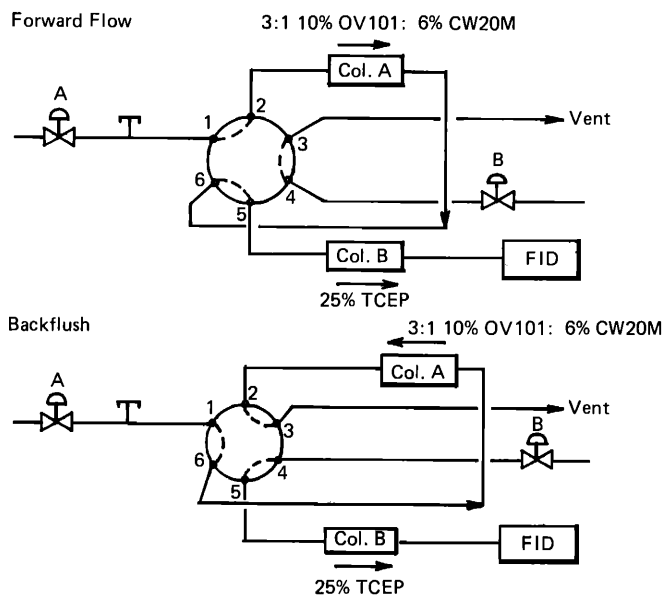 Forward Flow
3:1 10% OV101: 6% CW20M
Col. A
A
1
2
3
Vent
B
6
4
5
Col. B
FID
25% TCEP
Backflush
3:1 10% OV101: 6% CW20M
Col. A
A
1
2
3
Vent
B
6
4
5
Col. B
FID
25% TCEP